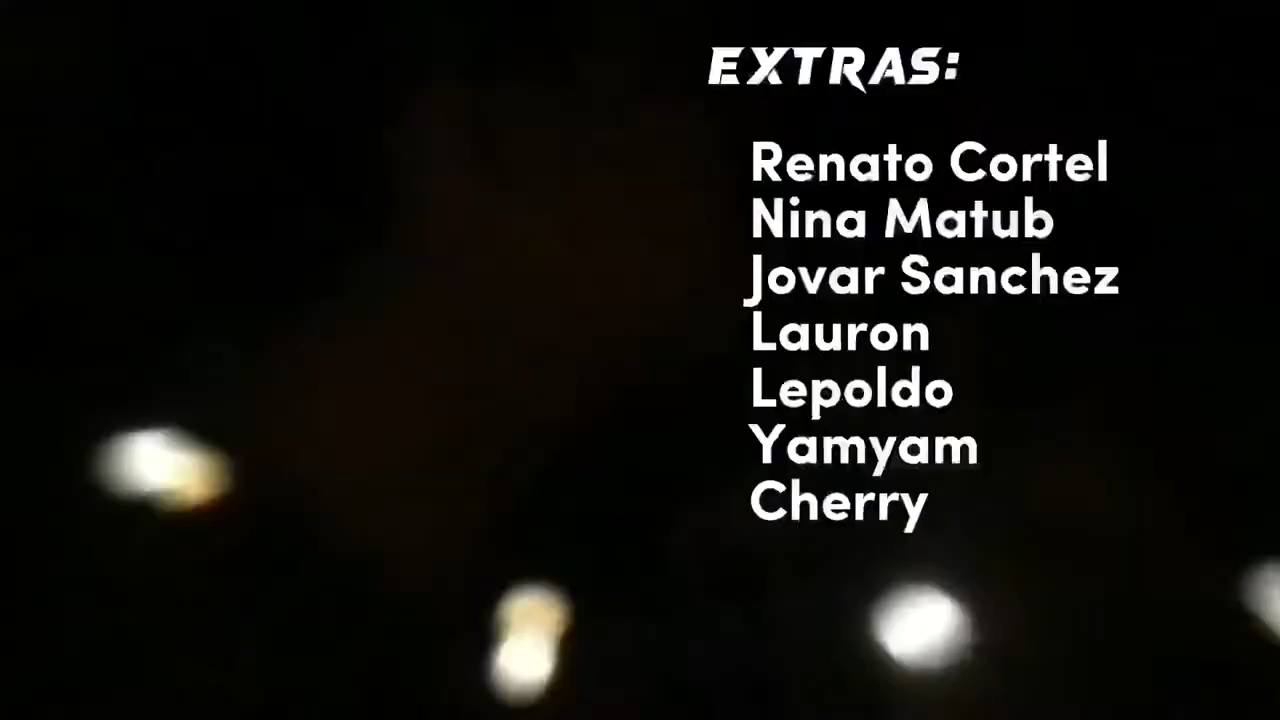 EXTRAS:
Renato Cortel
Nina Matub
Jovar Sanchez
Lauron
Lepoldo
Yamyam
Cherry